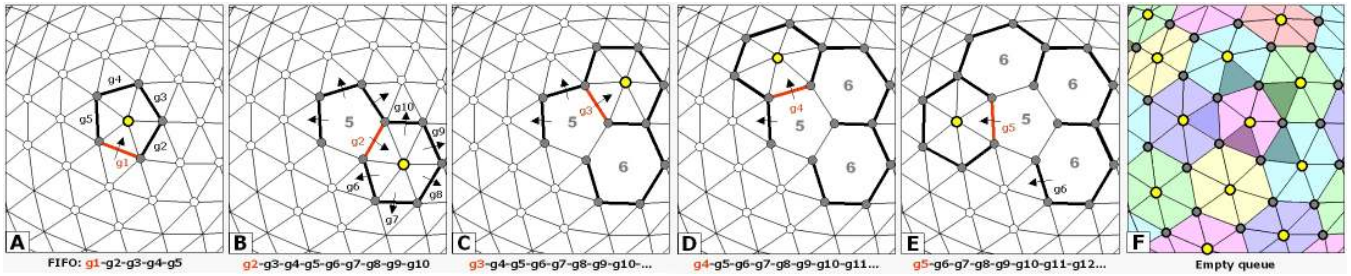 g4
g3
g5
g1
g2
A
FIFO: g1-g2-g3-g4-g5
5
g10
g2
g9
g6
g8
g7
B
g2-g3-g4-g5-g6-g7-g8-g9-g10
6
g3
5
6
C
g3-g4-g5-g6-g7-g8-g9-g10-...
6
6
g4
5
6
D
g4-g5-g6-g7-g8-g9-g10-g11...
6
6
g5
5
6
g6
E
g5-g6-g7-g8-g9-g10-g11-g12...
F
Empty queue